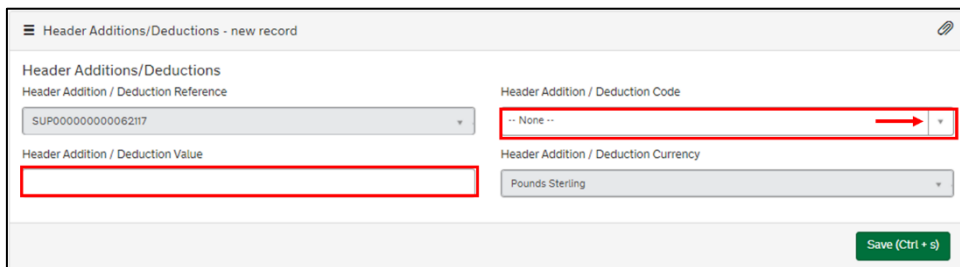 Header Additions/Deductions - new record
Header Additions/Deductions
Header Addition / Deduction Reference
Header Addition / Deduction Code
SUP000000000062117
-- None --
Header Addition / Deduction Value
Header Addition / Deduction Currency
Pounds Sterling
Save (Ctrl + s)